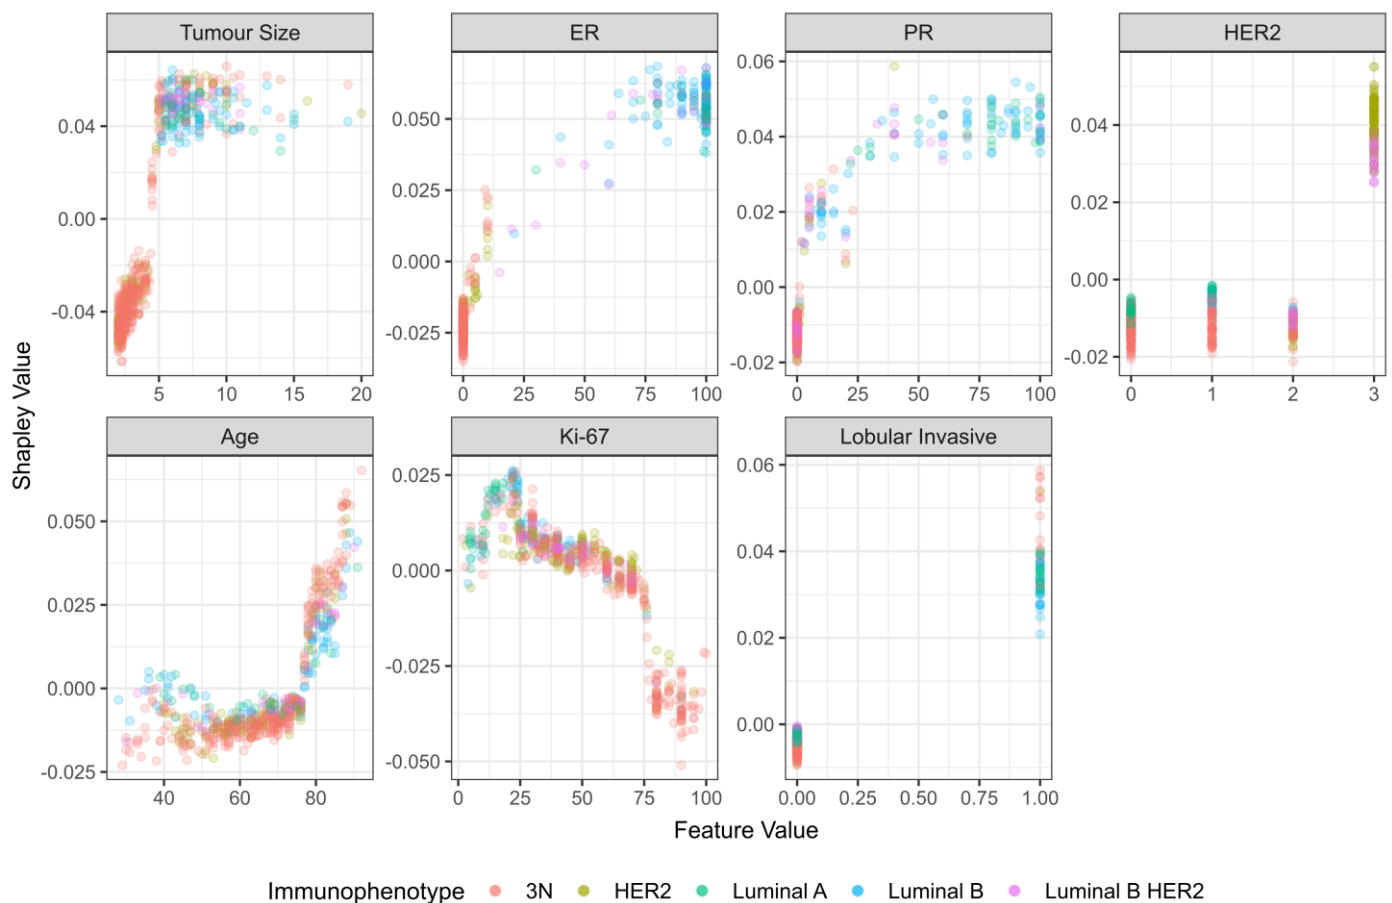 Tumour Size
ER
PR
HER2
0.04
0.00
-0.04
5 10 15 20
0.050
0.025
0.000
-0.025
0 25 50 75 100
0.06
0.04
0.02
0.00
-0.02
0 25 50 75 100
0.04
0.02
0.00
-0.02
0 1 2 3
Shapley Value
Age
Ki-67
Lobular Invasive
0.050
0.025
0.000
-0.025
40 60 80
0.025
0.000
-0.025
-0.050
0 25 50 75 100
0.06
0.04
0.02
0.00
0.00 0.25 0.50 0.75 1.00
Feature Value
Immunophenotype 3N HER2 Luminal A Luminal B Luminal B HER2